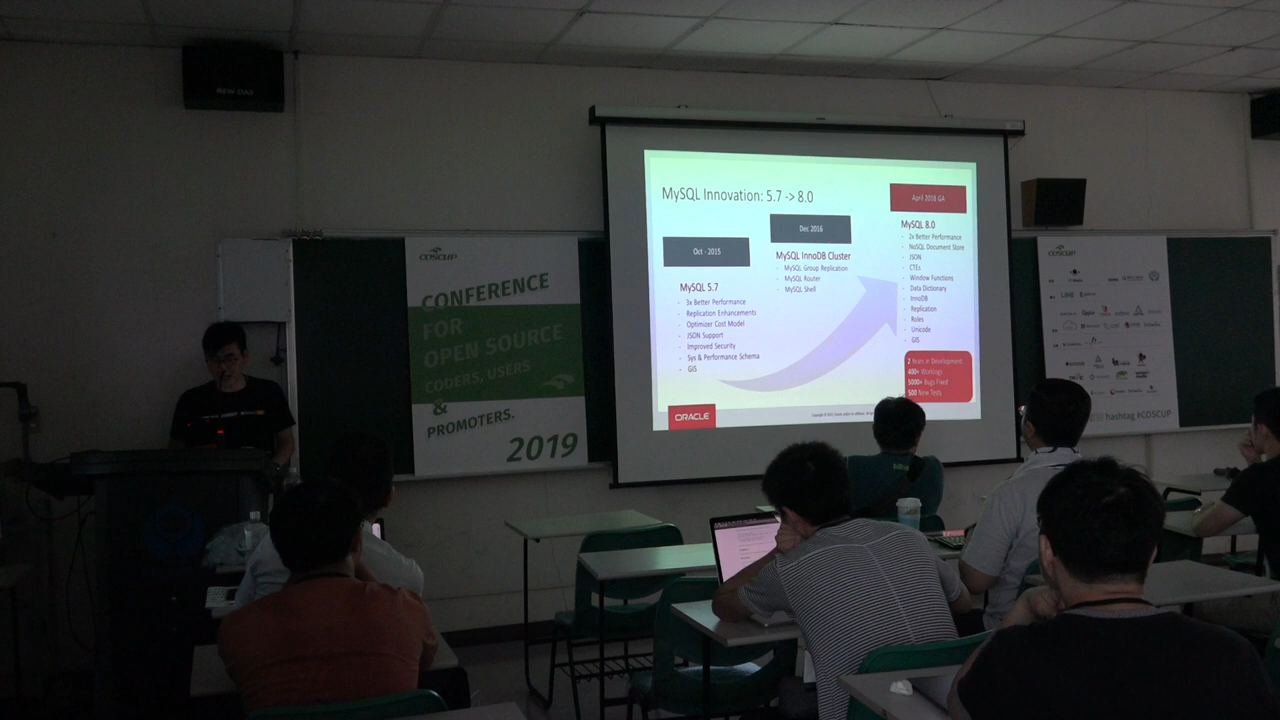 COSCUP
CONFERENCE
FOR
OPEN SOURCE
CODERS, USERS
&
PROMOTERS.
2019
MySQL Innovation: 5.7 -> 8.0
Oct - 2015
MySQL 5.7
- 3x Better Performance
- Replication Enhancements
- Optimizer Cost Model
- JSON Support
- Improved Security
- Sys & Performance Schema
- GIS
Dec 2016
MySQL InnoDB Cluster
- MySQL Group Replication
- MySQL Router
- MySQL Shell
April 2018 GA
MySQL 8.0
- 2x Better Performance
- NoSQL Document Store
- JSON
- CTEs
- Window Functions
- Data Dictionary
- InnoDB
- Replication
- Roles
- Unicode
- GIS
2 Years in Development
400+ Worklogs
5000+ Bugs Fixed
500 New Tests
ORACLE
COSCUP
LINE
hashtag #COSCUP